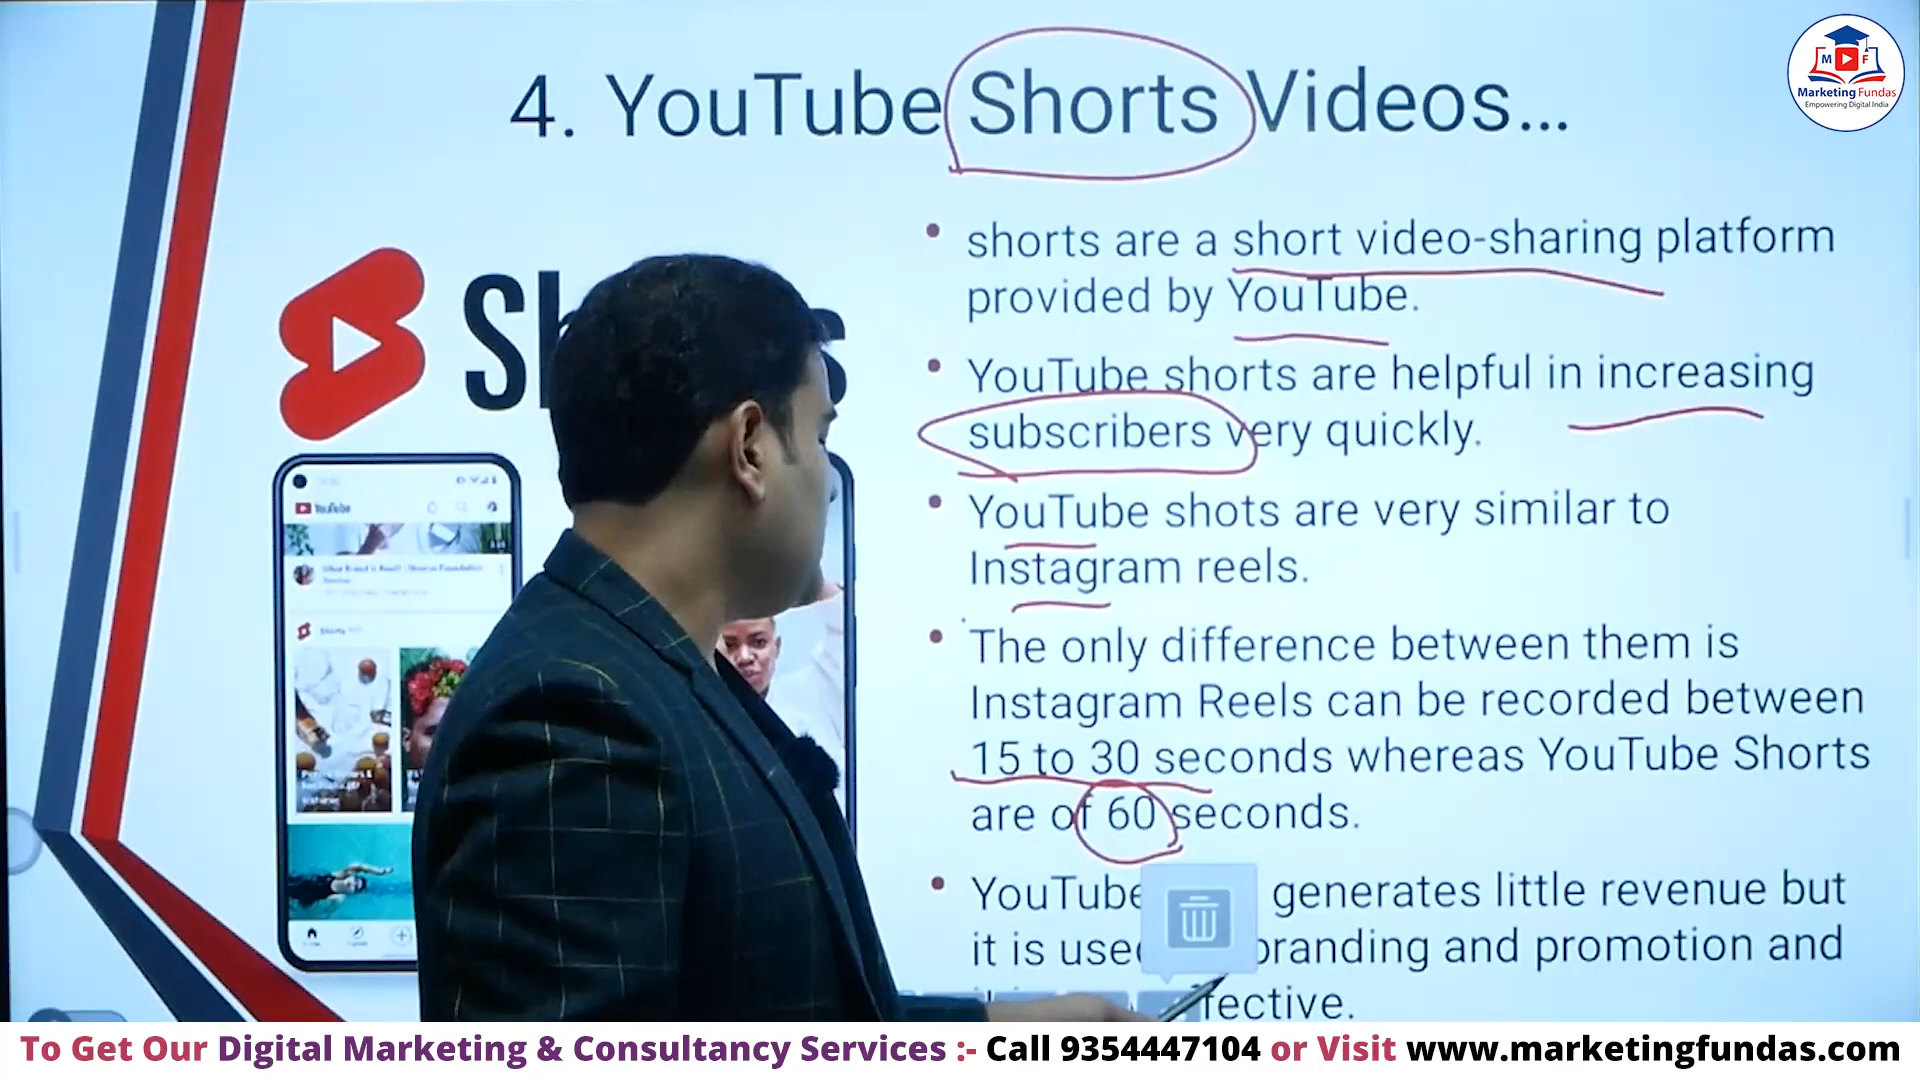 4. YouTube Shorts Videos...
M F
Marketing Fundas
Empowering Digital India
shorts are a short video-sharing platform
provided by YouTube.
YouTube shorts are helpful in increasing
subscribers very quickly.
YouTube shots are very similar to
Instagram reels.
The only difference between them is
Instagram Reels can be recorded between
15 to 30 seconds whereas YouTube Shorts
are of 60 seconds.
YouTube generates little revenue but
it is used branding and promotion and
YouTube
Shorts
To Get Our Digital Marketing & Consultancy Services :- Call 9354447104 or Visit www.marketingfundas.com